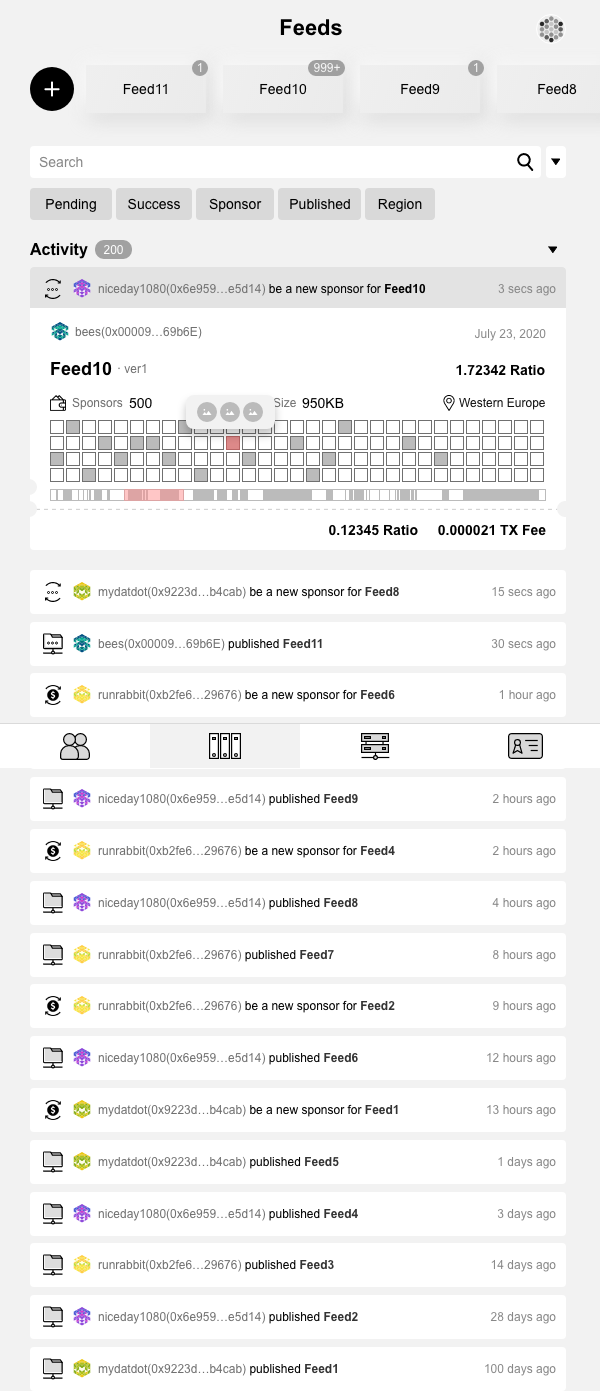 Feeds
1
999+
1
Feed11
Feed10
Feed9
Feed8
Search
Pending
Success
Sponsor
Published
Region
Activity 200
niceday1080(0x6e959…e5d14) be a new sponsor for Feed10 3 secs ago
bees(0x00009…69b6E) July 23, 2020
Feed10 · ver1 1.72342 Ratio
Sponsors 500 Size 950KB Western Europe
0.12345 Ratio 0.000021 TX Fee
mydatdot(0x9223d…b4cab) be a new sponsor for Feed8 15 secs ago
bees(0x00009…69b6E) published Feed11 30 secs ago
runrabbit(0xb2fe6…29676) be a new sponsor for Feed6 1 hour ago
niceday1080(0x6e959…e5d14) published Feed9 2 hours ago
runrabbit(0xb2fe6…29676) be a new sponsor for Feed4 2 hours ago
niceday1080(0x6e959…e5d14) published Feed8 4 hours ago
runrabbit(0xb2fe6…29676) published Feed7 8 hours ago
runrabbit(0xb2fe6…29676) be a new sponsor for Feed2 9 hours ago
niceday1080(0x6e959…e5d14) published Feed6 12 hours ago
mydatdot(0x9223d…b4cab) be a new sponsor for Feed1 13 hours ago
mydatdot(0x9223d…b4cab) published Feed5 1 days ago
niceday1080(0x6e959…e5d14) published Feed4 3 days ago
runrabbit(0xb2fe6…29676) published Feed3 14 days ago
niceday1080(0x6e959…e5d14) published Feed2 28 days ago
mydatdot(0x9223d…b4cab) published Feed1 100 days ago